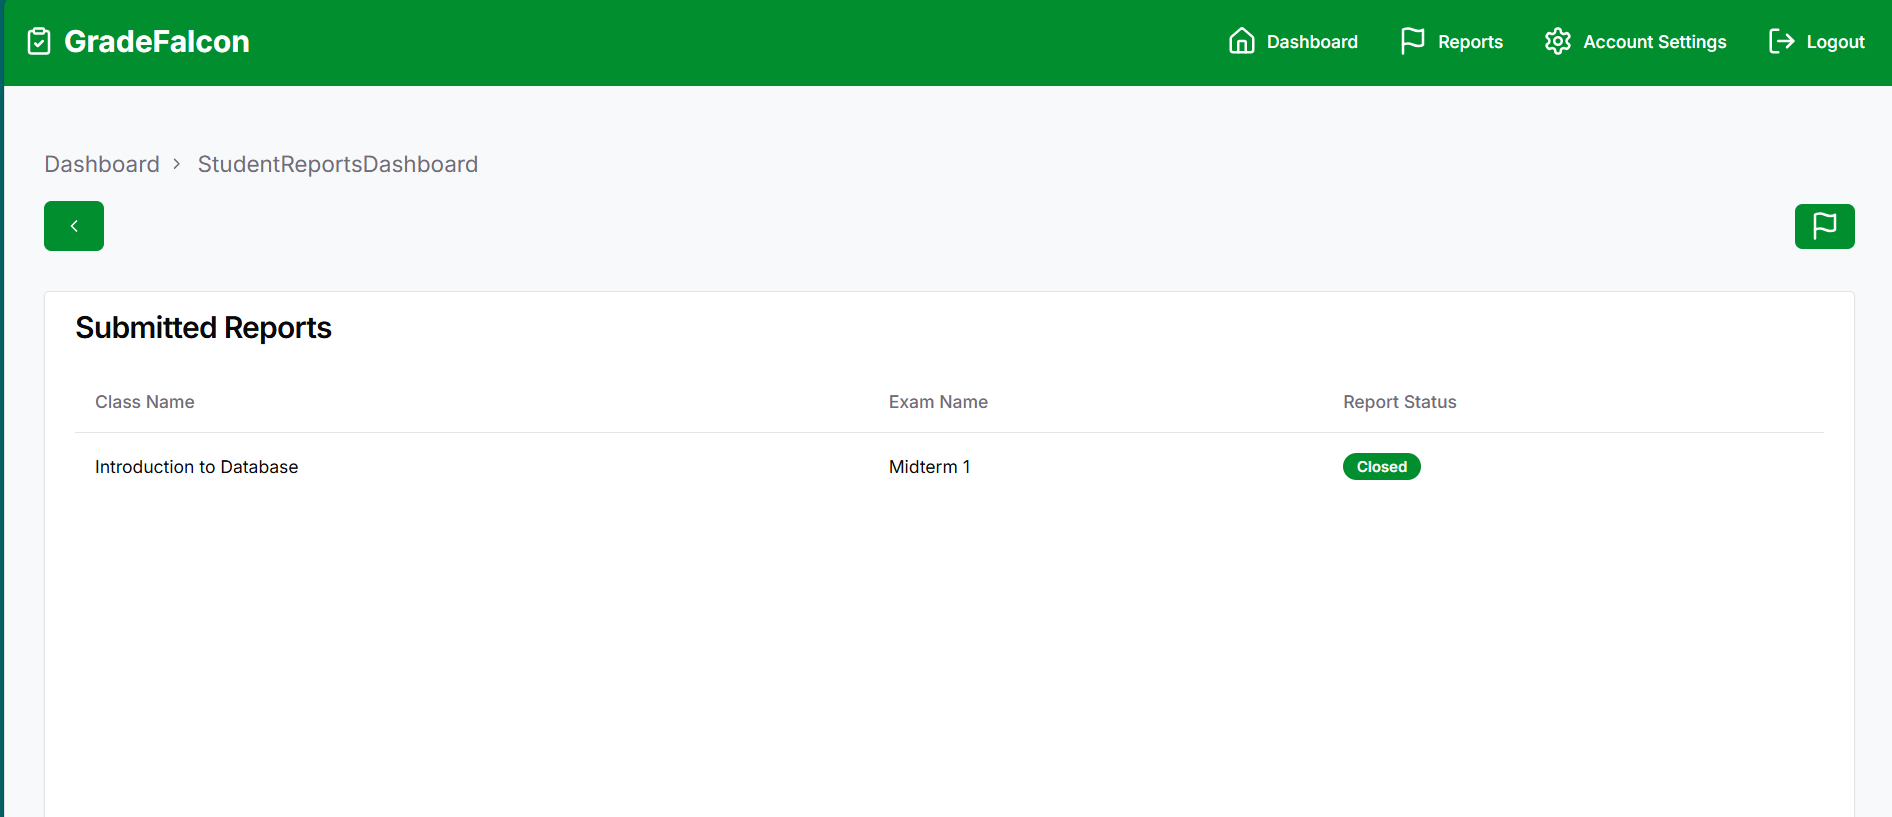 GradeFalcon
Dashboard
Reports
Account Settings
Logout
Dashboard > StudentReportsDashboard
Submitted Reports
Class Name Exam Name Report Status
Introduction to Database Midterm 1 Closed